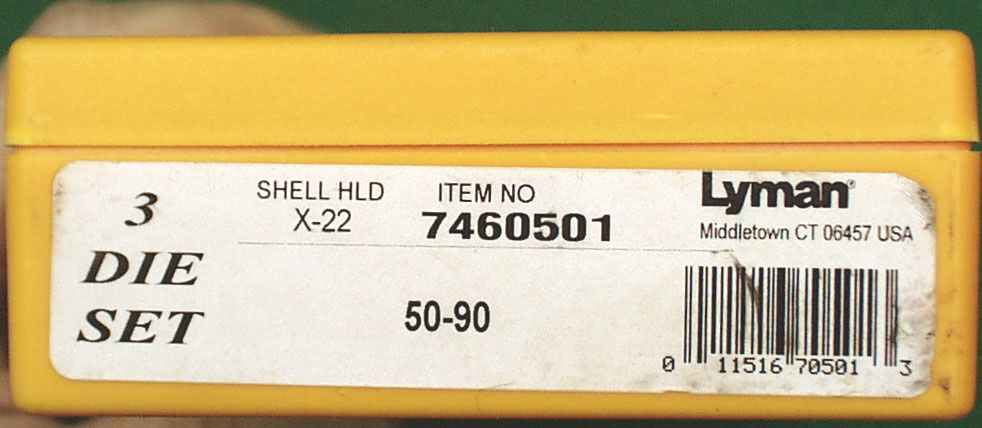 3
DIE
SET
SHELL HLD
X-22
ITEM NO
7460501
Lyman®
Middletown CT 06457 USA
50-90
0 11516 70501 3